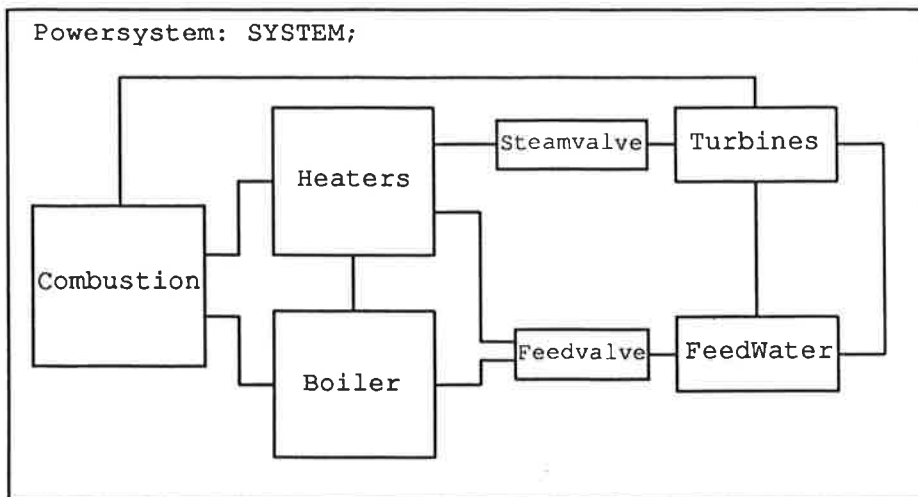 Powersystem: SYSTEM;
Steamvalve
Turbines
Heaters
Combustion
Feedvalve
FeedWater
Boiler